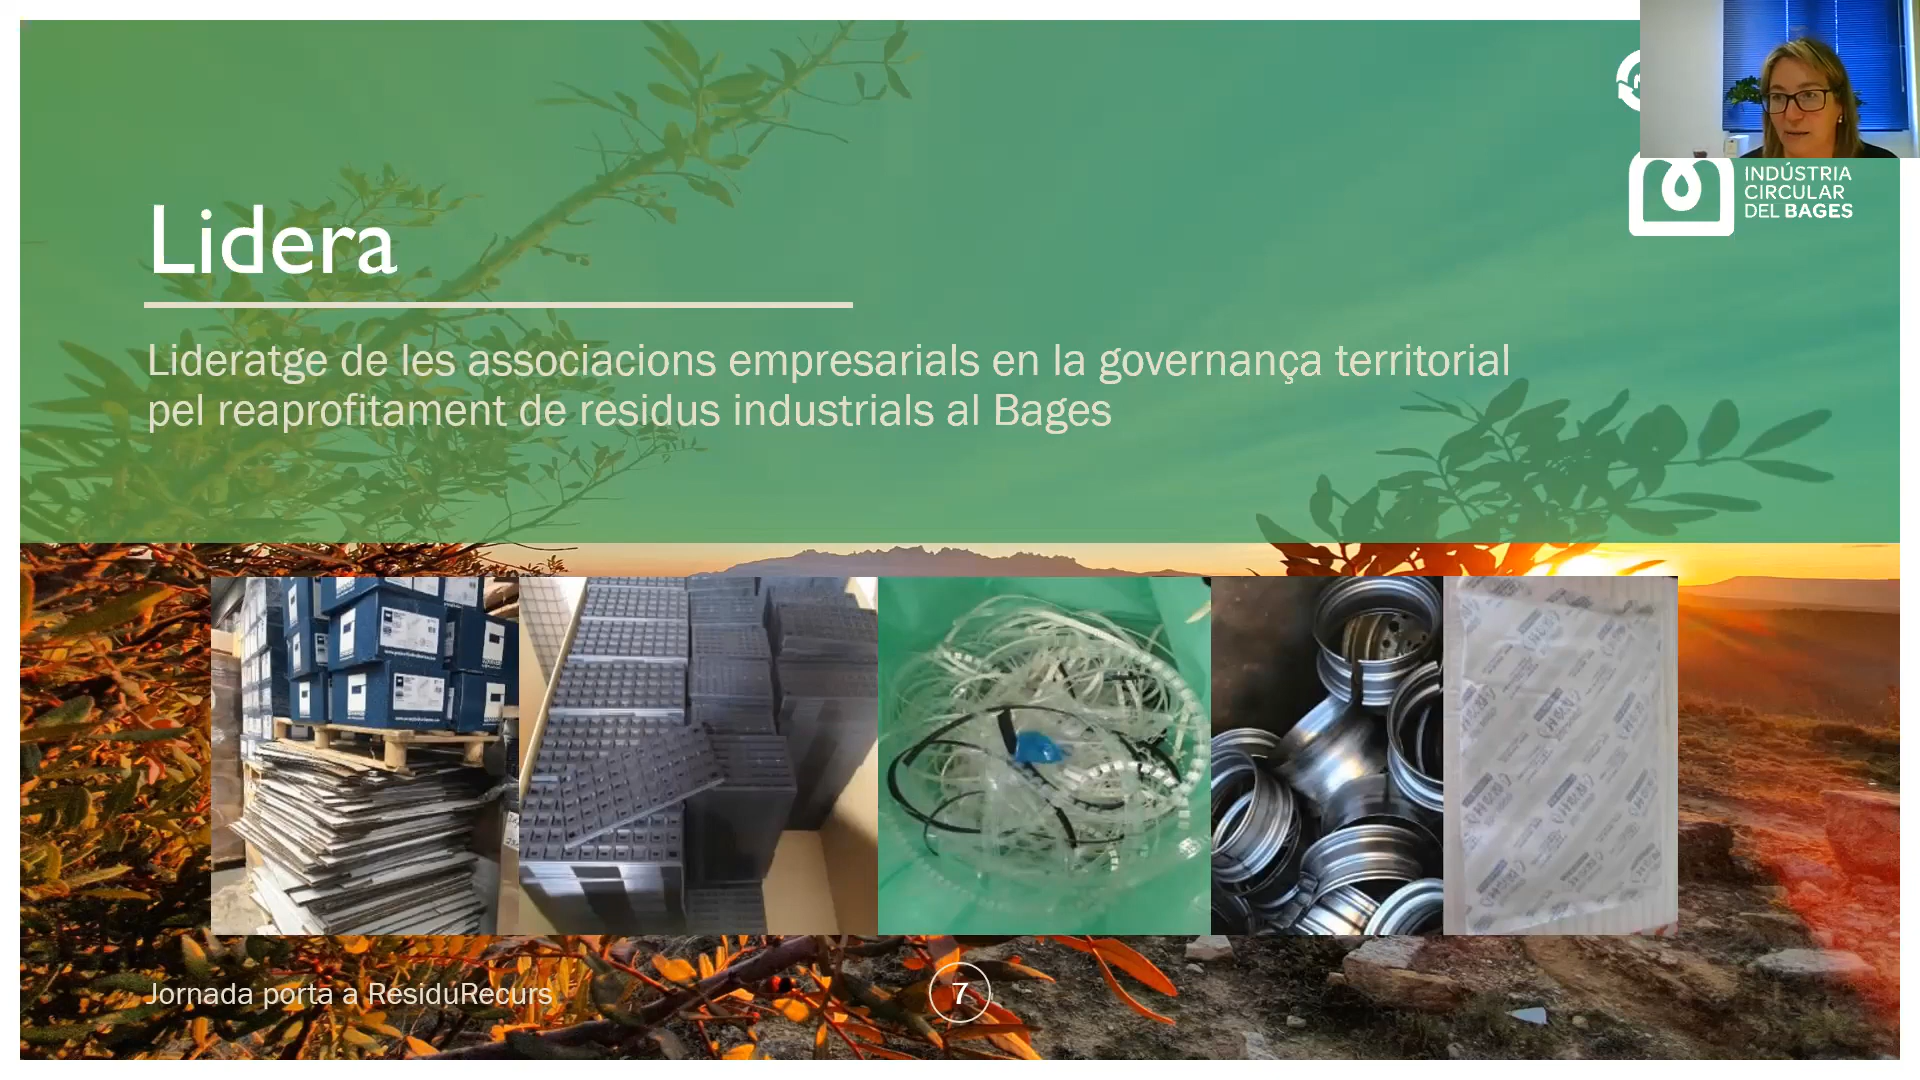 Lidera
INDÚSTRIA
CIRCULAR
DEL BAGES
Lideratge de les associacions empresarials en la governança territorial
pel reaprofitament de residus industrials al Bages
Jornada porta a ResiduRecurs
7